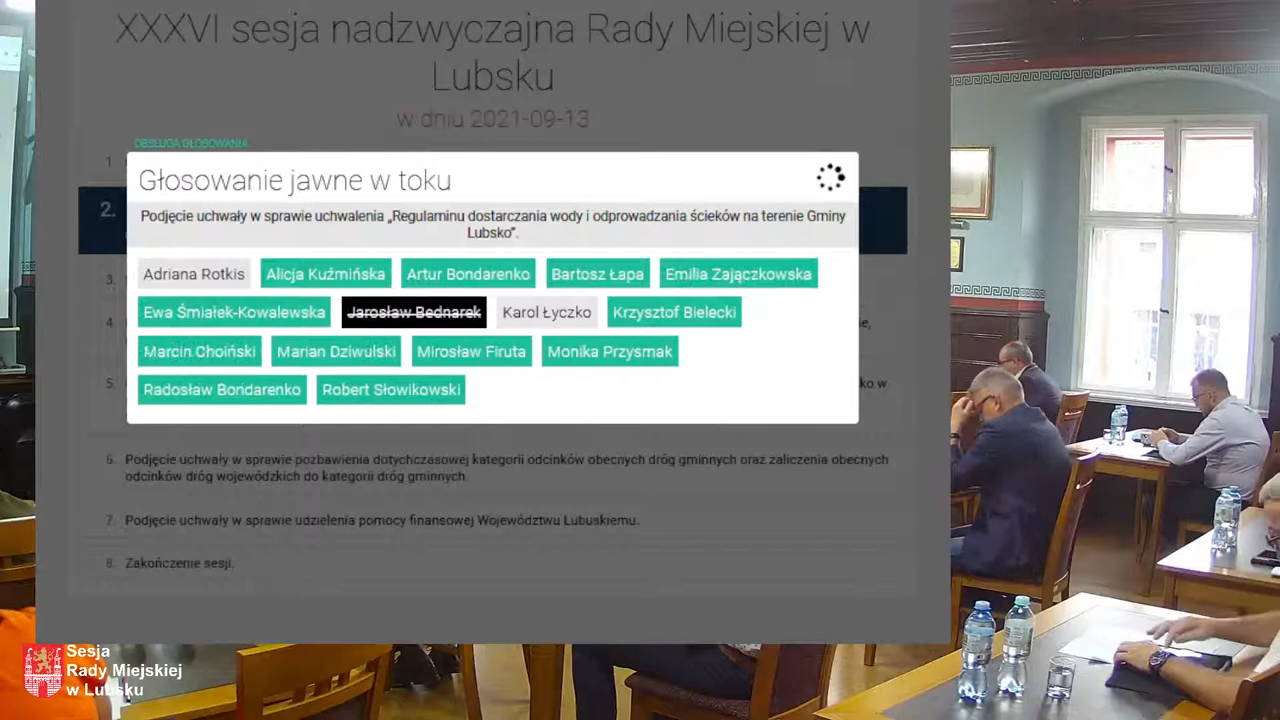 XXXVI sesja nadzwyczajna Rady Miejskiej w
Lubsku
w dniu 2021-09-13
OBSŁUGA GŁOSOWANIA
1
Głosowanie jawne w toku
2.
Podjęcie uchwały w sprawie uchwalenia „Regulaminu dostarczania wody i odprowadzania ścieków na terenie Gminy
Lubsko”.
3.
Adriana Rotkis Alicja Kuźmińska Artur Bondarenko Bartosz Łapa Emilia Zajączkowska
Ewa Śmiałek-Kowalewska Jarosław Bednarek Karol Łyczko Krzysztof Bielecki
4
Marcin Choiński Marian Dziwulski Mirosław Firuta Monika Przysmak
5.
Radosław Bondarenko Robert Słowikowski
6. Podjęcie uchwały w sprawie pozbawienia dotychczasowej kategorii odcinków obecnych dróg gminnych oraz zaliczenia obecnych
odcinków dróg wojewódzkich do kategorii dróg gminnych.
7. Podjęcie uchwały w sprawie udzielenia pomocy finansowej Województwu Lubuskiemu.
8. Zakończenie sesji.
Sesja
Rady Miejskiej
w Lubsku